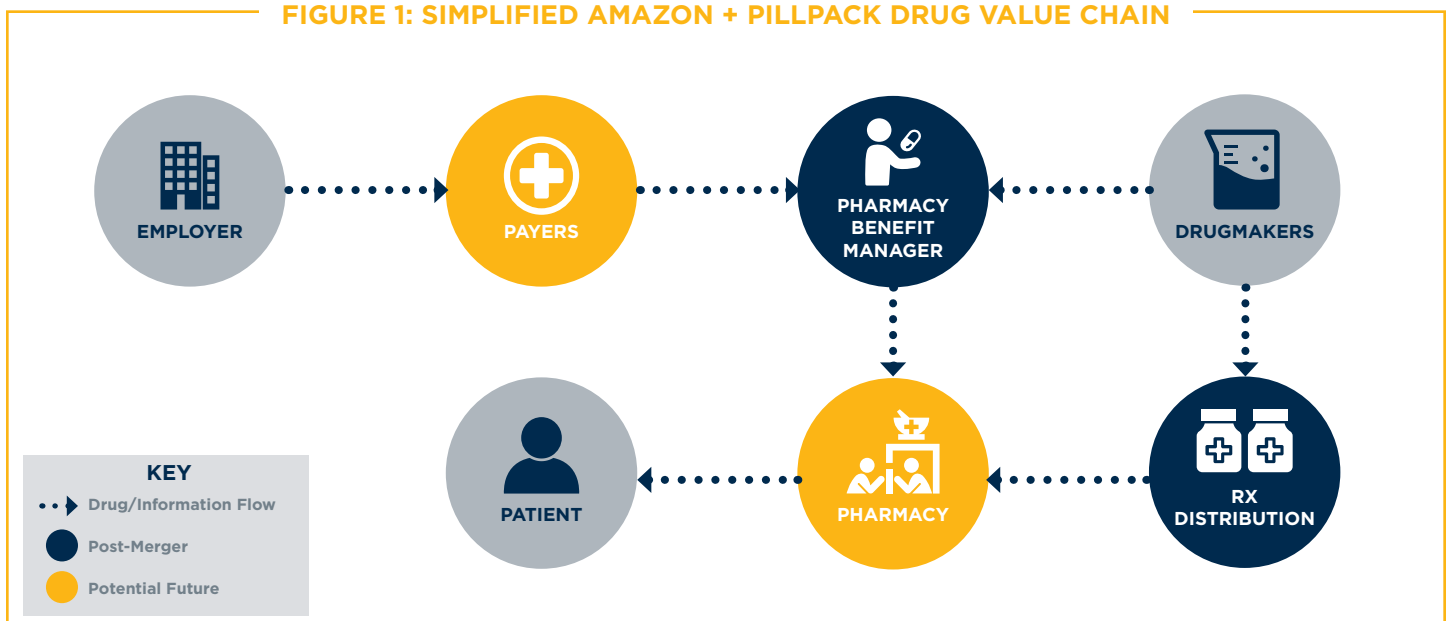 FIGURE 1: SIMPLIFIED AMAZON + PILLPACK DRUG VALUE CHAIN
EMPLOYER
PAYERS
PHARMACY
BENEFIT
MANAGER
DRUGMAKERS
PATIENT
PHARMACY
RX
DISTRIBUTION
KEY
Drug/Information Flow
Post-Merger
Potential Future